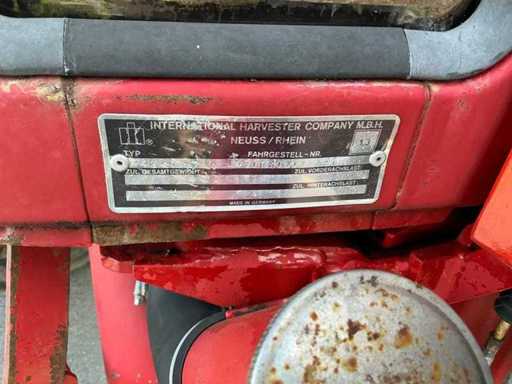 INTERNATIONAL HARVESTER COMPANY M.B.H.
NEUSS/RHEIN
TYP FAHRGESTELL-NR.
ZUL. GESAMTGEWICHT ZUL. VORDERACHSLAST
ZUL. HINTERACHSLAST
MADE IN GERMANY